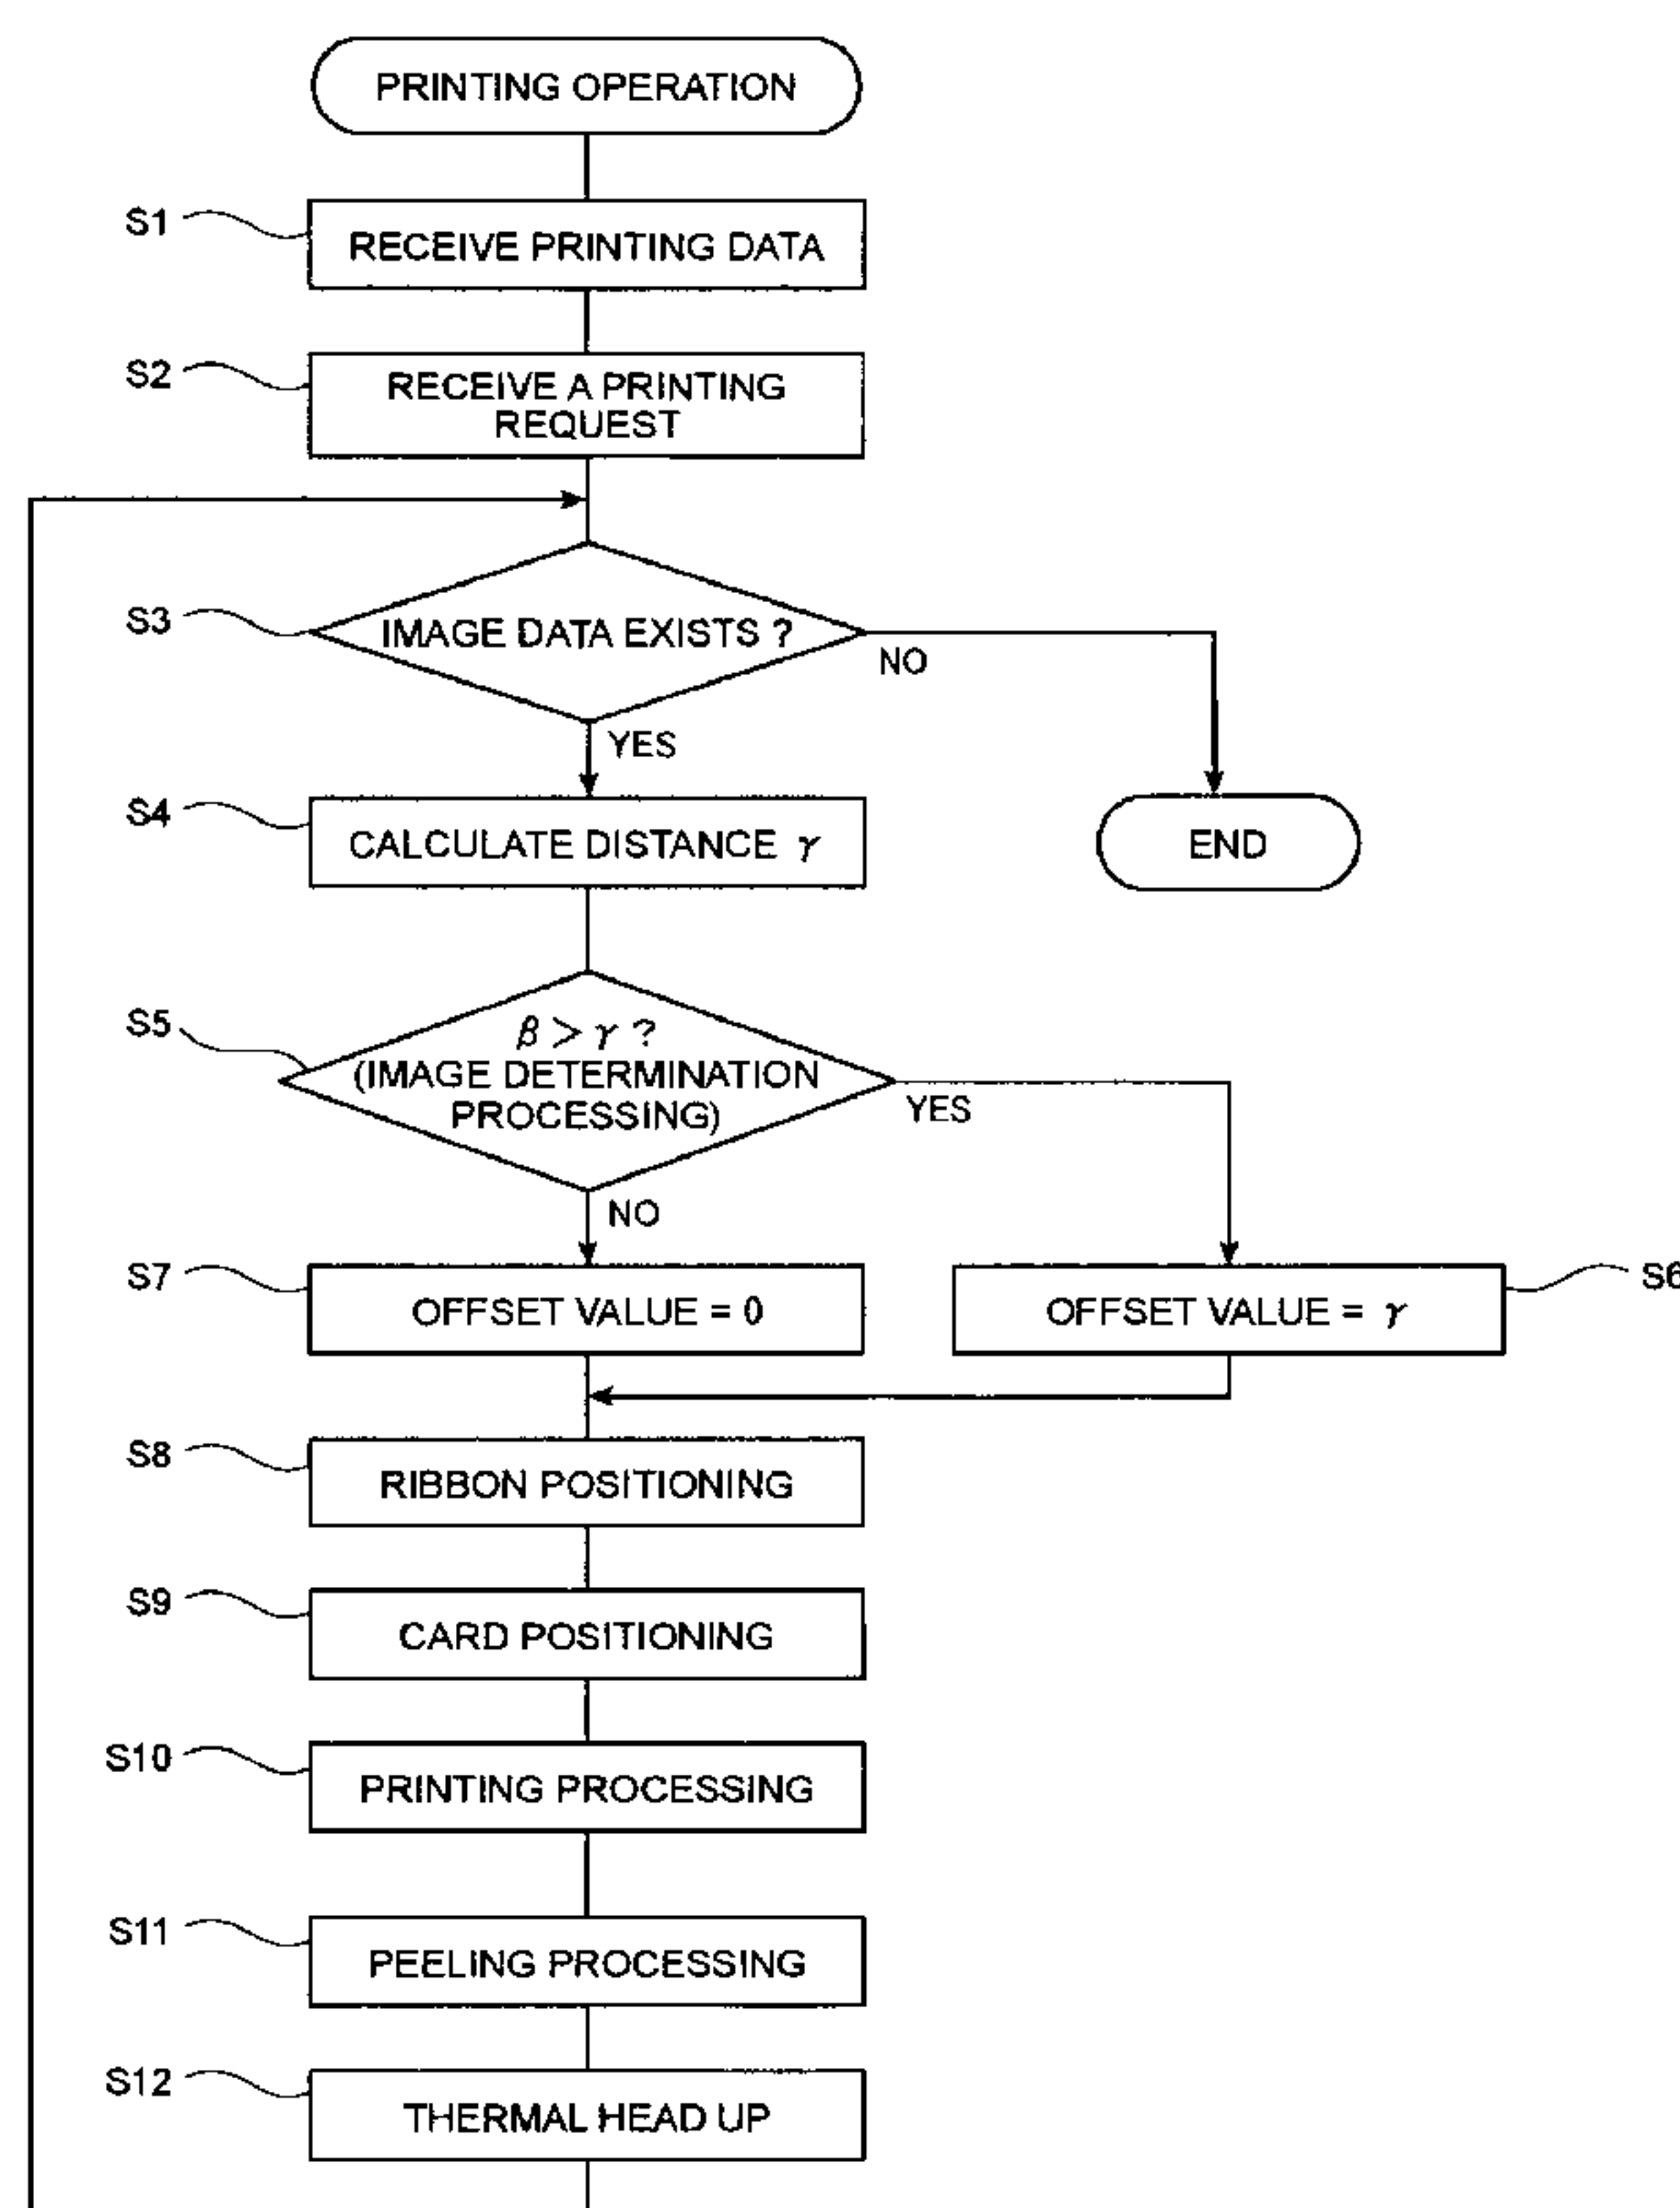 PRINTING OPERATION
S1
RECEIVE PRINTING DATA
S2
RECEIVE A PRINTING
REQUEST
S3
IMAGE DATA EXISTS ?
NO
YES
S4
CALCULATE DISTANCE γ
END
S5
β > γ ?
(IMAGE DETERMINATION
PROCESSING)
YES
NO
S7
OFFSET VALUE = 0
OFFSET VALUE = γ
S6
S8
RIBBON POSITIONING
S9
CARD POSITIONING
S10
PRINTING PROCESSING
S11
PEELING PROCESSING
S12
THERMAL HEAD UP